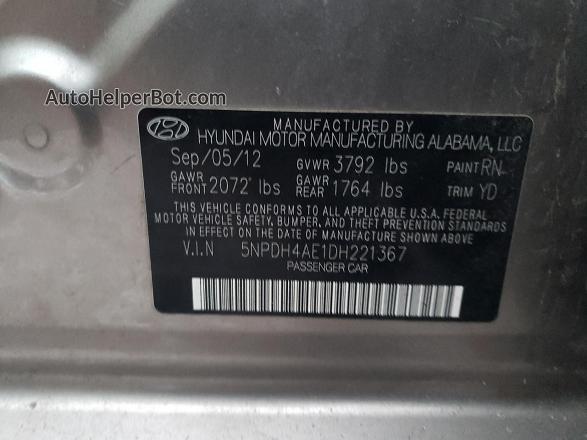 AutoHelperBot.com
MANUFACTURED BY
HYUNDAI MOTOR MANUFACTURING ALABAMA, LLC
Sep/05/12 GVWR 3792 lbs PAINT RN
GAWR FRONT 2072 lbs GAWR REAR 1764 lbs TRIM YD
THIS VEHICLE CONFORMS TO ALL APPLICABLE U.S.A. FEDERAL
MOTOR VEHICLE SAFETY, BUMPER, AND THEFT PREVENTION STANDARDS
IN EFFECT ON THE DATE OF MANUFACTURE SHOWN ABOVE.
V.I.N 5NPDH4AE1DH221367
PASSENGER CAR
AutoHelperBot.com